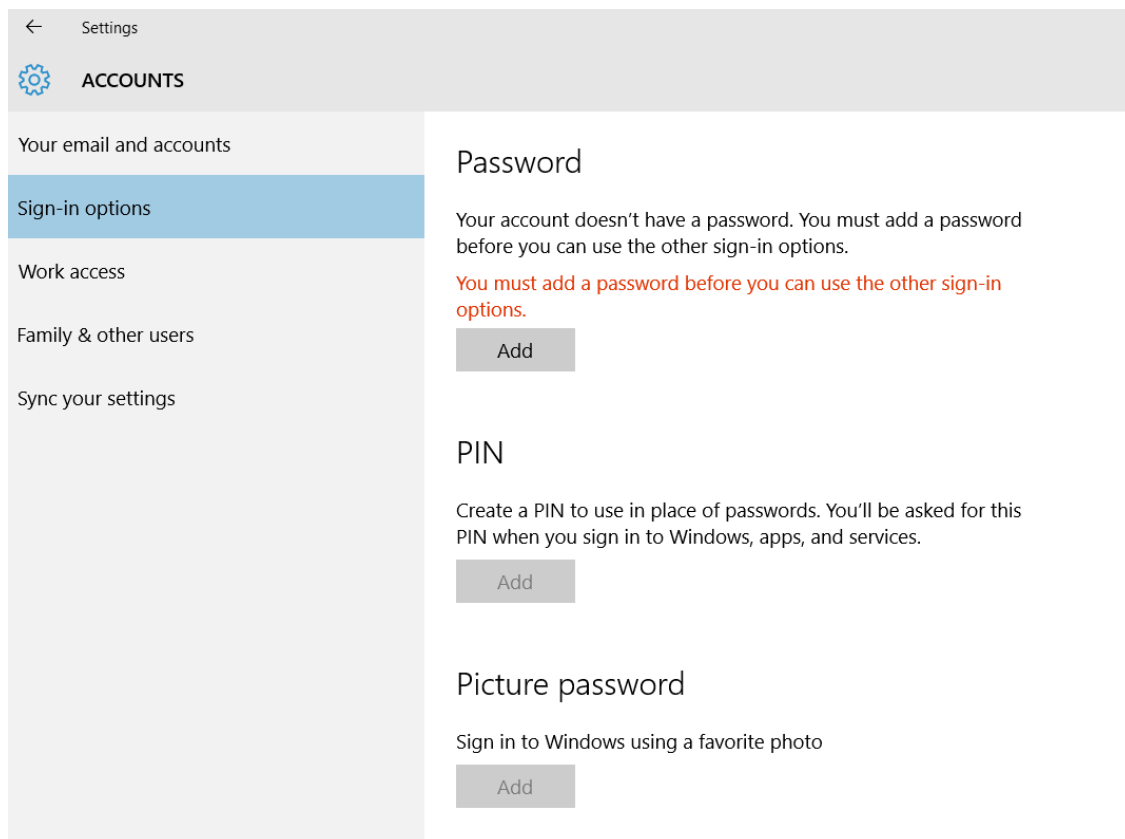 Settings
ACCOUNTS
Your email and accounts
Sign-in options
Work access
Family & other users
Sync your settings
Password
Your account doesn’t have a password. You must add a password
before you can use the other sign-in options.
You must add a password before you can use the other sign-in
options.
Add
PIN
Create a PIN to use in place of passwords. You’ll be asked for this
PIN when you sign in to Windows, apps, and services.
Add
Picture password
Sign in to Windows using a favorite photo
Add